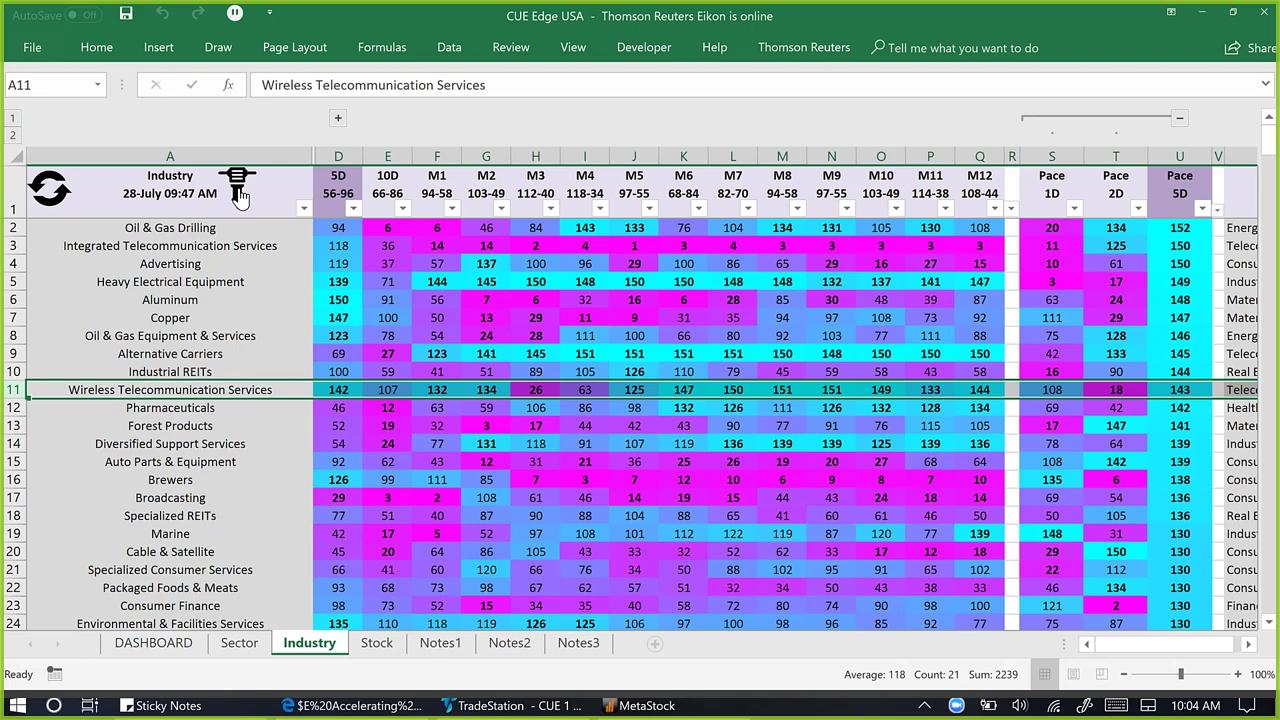 AutoSave Off CUE Edge USA - Thomson Reuters Eikon is online
File Home Insert Draw Page Layout Formulas Data Review View Developer Help Thomson Reuters Tell me what you want to do Share
A11 fx Wireless Telecommunication Services
1
2
A D E F G H I J K L M N O P Q R S T U V
Industry 5D 10D M1 M2 M3 M4 M5 M6 M7 M8 M9 M10 M11 M12 Pace Pace Pace
28-July 09:47 AM 56-96 66-86 94-58 103-49 112-40 118-34 97-55 68-84 82-70 94-58 97-55 103-49 114-38 108-44 1D 2D 5D
1
2 Oil & Gas Drilling 94 6 6 46 84 143 133 76 104 134 131 105 130 108 20 134 152 Energ
3 Integrated Telecommunication Services 118 36 14 14 2 4 1 3 4 3 3 3 3 3 11 125 150 Telec
4 Advertising 119 37 57 137 100 96 29 100 86 65 29 16 27 15 10 61 150 Consu
5 Heavy Electrical Equipment 139 71 144 145 150 148 150 150 148 148 132 137 141 147 3 17 149 Indus
6 Aluminum 150 91 56 7 6 32 16 6 28 85 30 48 39 87 63 24 148 Mater
7 Copper 147 100 50 13 29 11 9 31 35 94 97 108 73 92 111 29 147 Mater
8 Oil & Gas Equipment & Services 123 78 54 24 28 111 100 66 80 92 103 77 111 88 75 128 146 Energ
9 Alternative Carriers 69 27 123 141 145 151 151 151 151 150 148 150 150 150 42 133 145 Telec
10 Industrial REITs 100 59 41 51 89 105 126 110 79 45 59 58 43 58 16 90 144 Real E
11 Wireless Telecommunication Services 142 107 132 134 26 63 125 147 150 151 151 149 133 144 108 18 143 Telec
12 Pharmaceuticals 46 12 63 59 106 86 98 132 126 111 126 132 128 134 69 42 142 Health
13 Forest Products 52 19 32 3 17 44 42 43 90 77 91 76 115 105 17 147 141 Mater
14 Diversified Support Services 54 24 77 131 118 91 107 119 136 139 139 125 139 136 78 64 139 Indus
15 Auto Parts & Equipment 92 62 43 12 31 21 36 25 26 19 20 27 68 64 108 142 139 Consu
16 Brewers 126 99 111 85 7 3 7 12 10 6 9 8 7 10 135 6 138 Consu
17 Broadcasting 29 3 2 108 61 46 14 19 15 44 43 24 18 14 69 54 136 Consu
18 Specialized REITs 77 51 40 87 90 88 104 88 65 41 60 61 46 50 50 105 136 Real E
19 Marine 42 17 5 52 97 108 101 112 122 119 87 120 77 139 148 31 130 Indus
20 Cable & Satellite 45 20 64 86 105 43 33 32 52 62 33 17 12 18 29 150 130 Consu
21 Specialized Consumer Services 66 41 60 120 66 76 34 50 88 102 95 91 65 102 22 112 130 Consu
22 Packaged Foods & Meats 93 68 73 98 67 62 57 51 32 34 50 43 38 33 46 134 130 Consu
23 Consumer Finance 98 73 52 15 34 35 40 58 72 80 74 90 98 100 121 2 130 Financ
24 Environmental & Facilities Services 135 110 118 119 126 125 106 97 100 98 96 92 85 97 75 87 130 Indus
DASHBOARD Sector Industry Stock Notes1 Notes2 Notes3
Ready Average: 118 Count: 21 Sum: 2239 100%
Sticky Notes $E%20Accelerating%2... TradeStation - CUE 1 ... MetaStock 10:04 AM